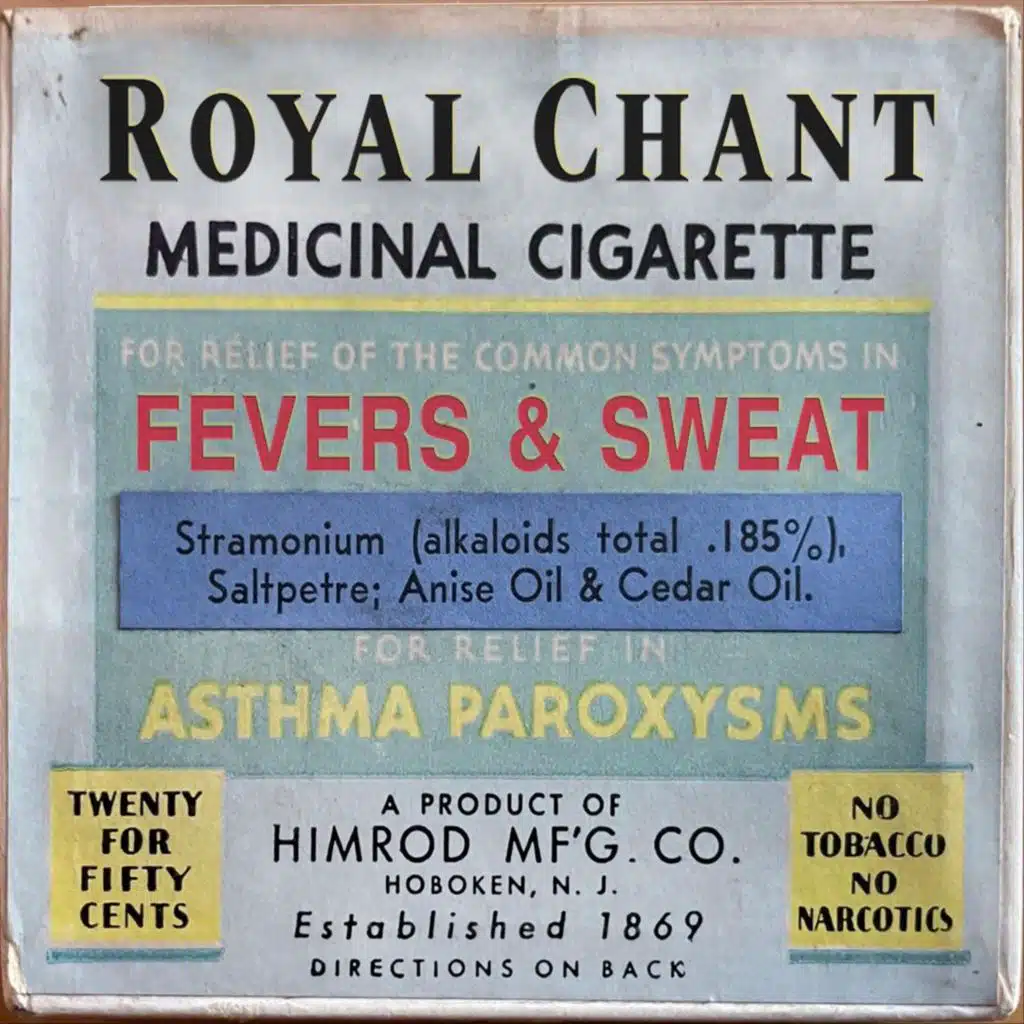 ROYAL CHANT
MEDICINAL CIGARETTE
FOR RELIEF OF THE COMMON SYMPTOMS IN
FEVERS & SWEAT
Stramonium (alkaloids total .185%),
Saltpetre; Anise Oil & Cedar Oil.
FOR RELIEF IN
ASTHMA PAROXYSMS
TWENTY
FOR
FIFTY
CENTS
A PRODUCT OF
HIMROD MF'G. CO.
HOBOKEN, N. J.
Established 1869
DIRECTIONS ON BACK
NO
TOBACCO
NO
NARCOTICS